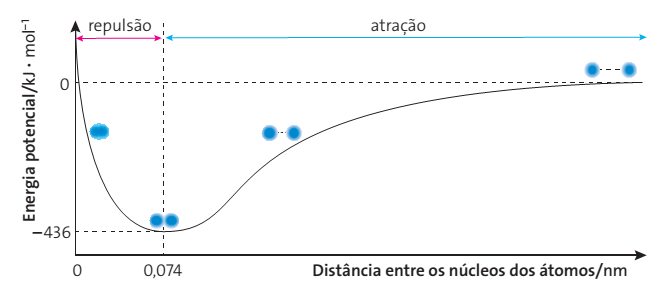 repulsão
atração
Energia potencial/kJ · mol⁻¹
0
−436
0
0,074
Distância entre os núcleos dos átomos/nm